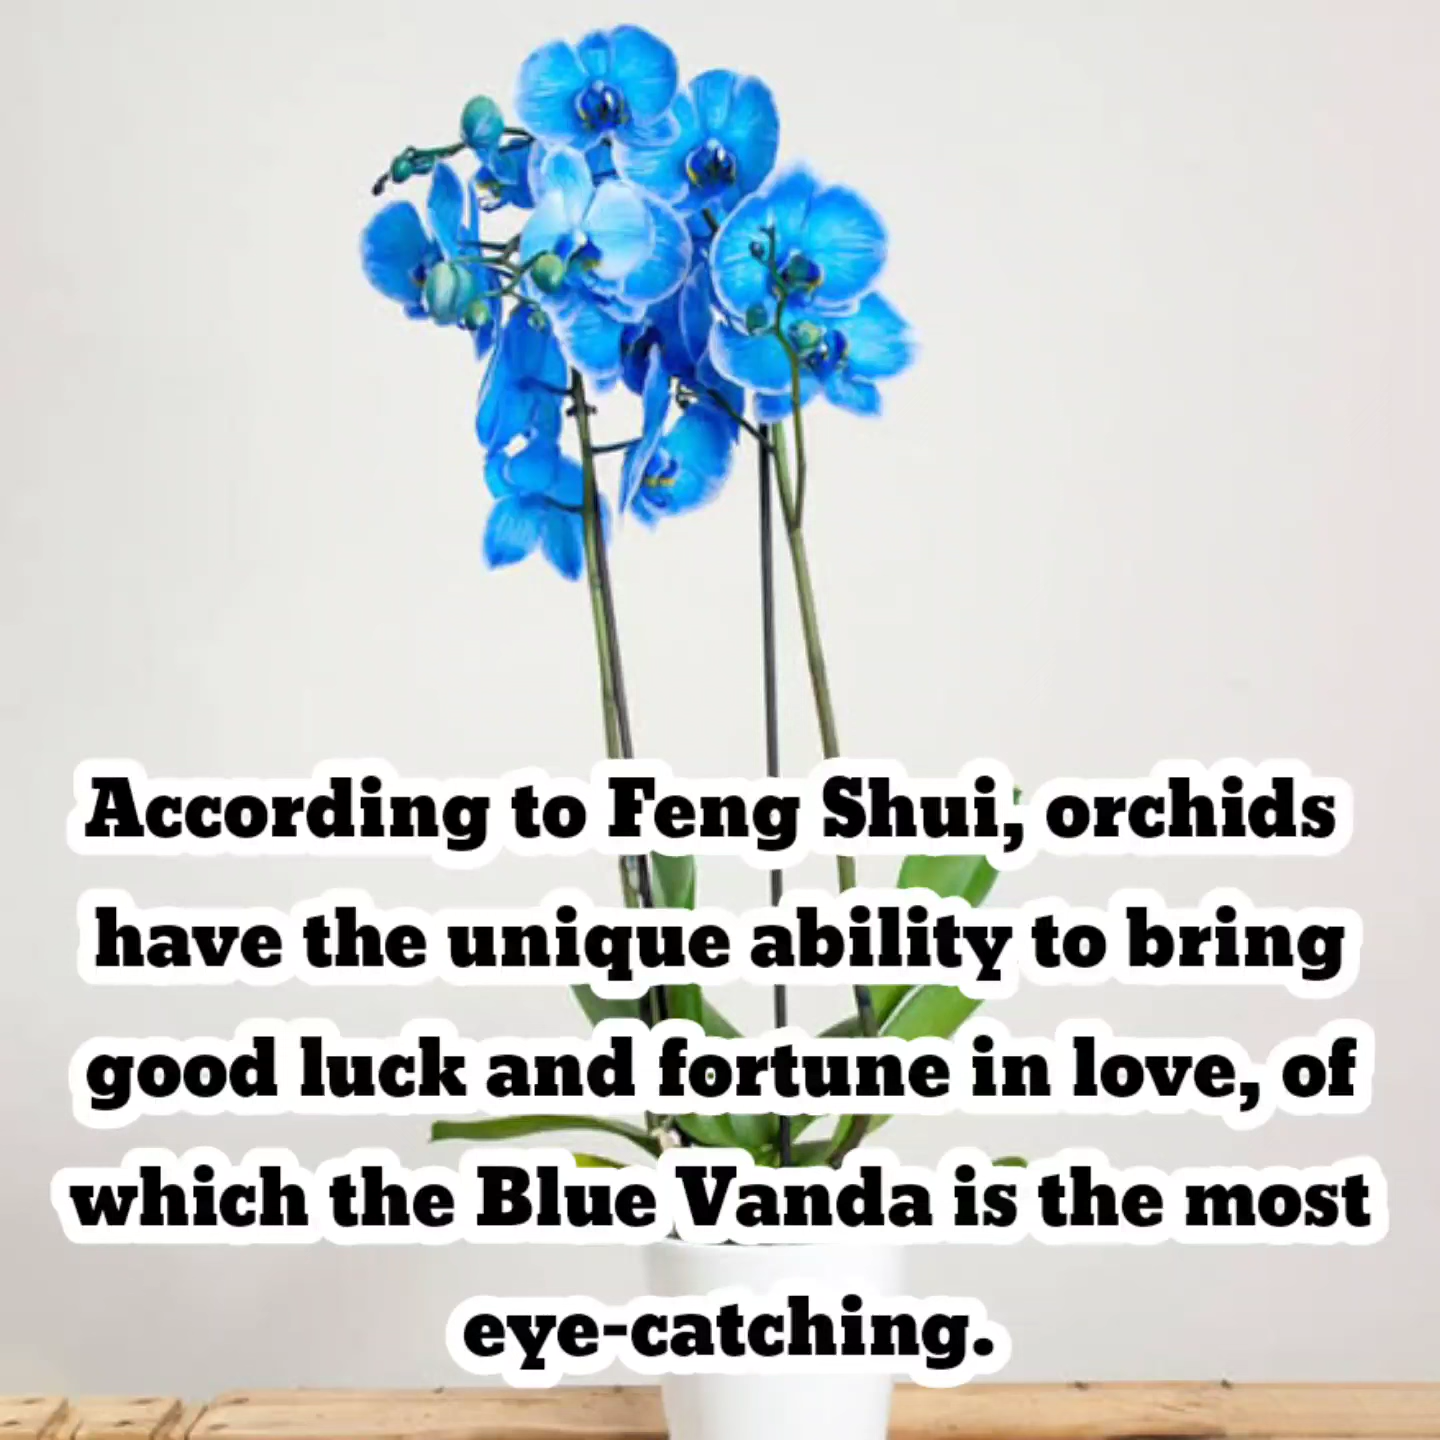 According to Feng Shui, orchids
have the unique ability to bring
good luck and fortune in love, of
which the Blue Vanda is the most
eye-catching.